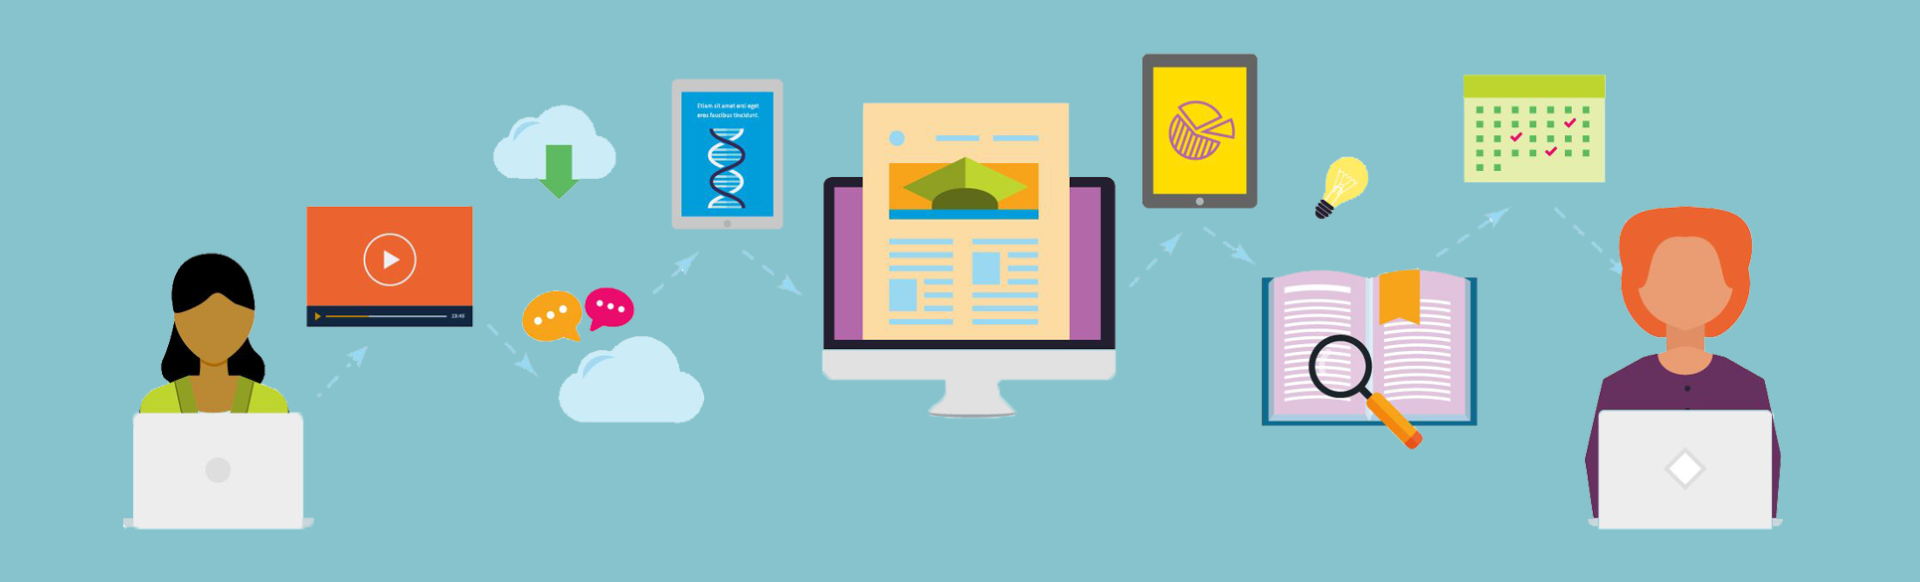 Etiam sit amet orci eget
eros faucibus tincidunt.